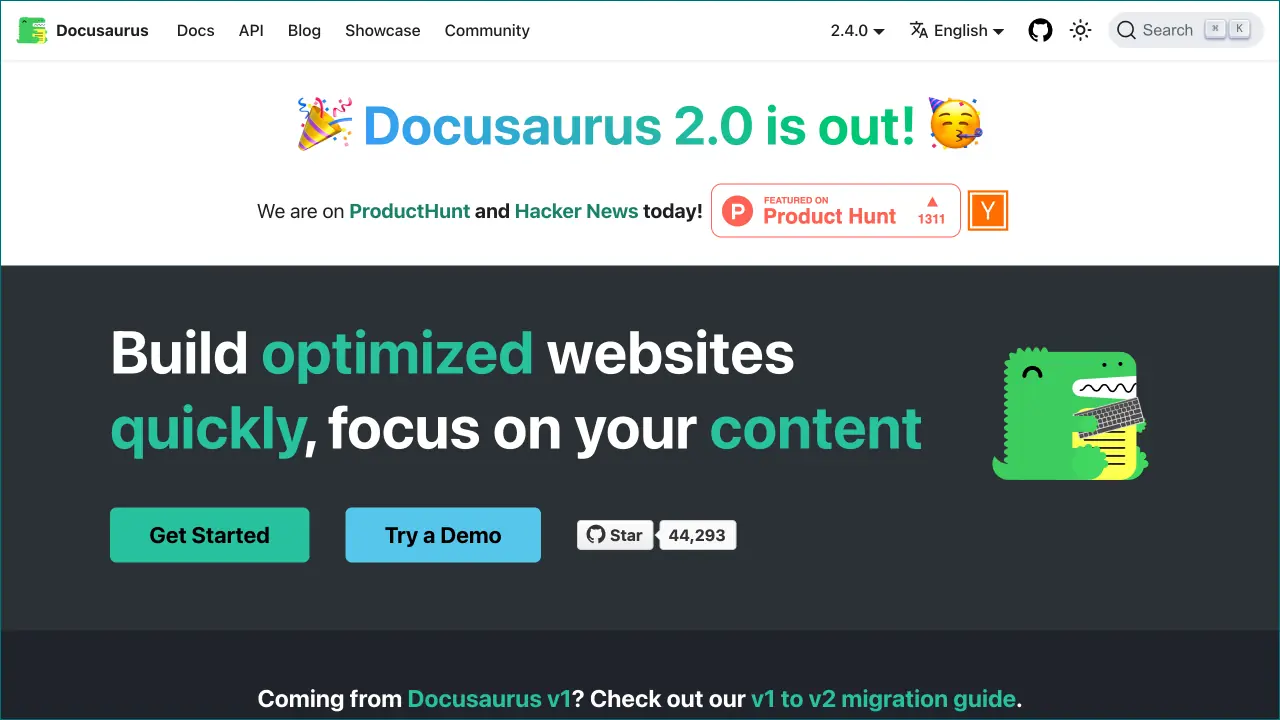 Docusaurus Docs API Blog Showcase Community 2.4.0 English Search ⌘ K
Docusaurus 2.0 is out!
We are on ProductHunt and Hacker News today!
FEATURED ON
Product Hunt
1311
Y
Build optimized websites
quickly, focus on your content
Get Started Try a Demo Star 44,293
Coming from Docusaurus v1? Check out our v1 to v2 migration guide.